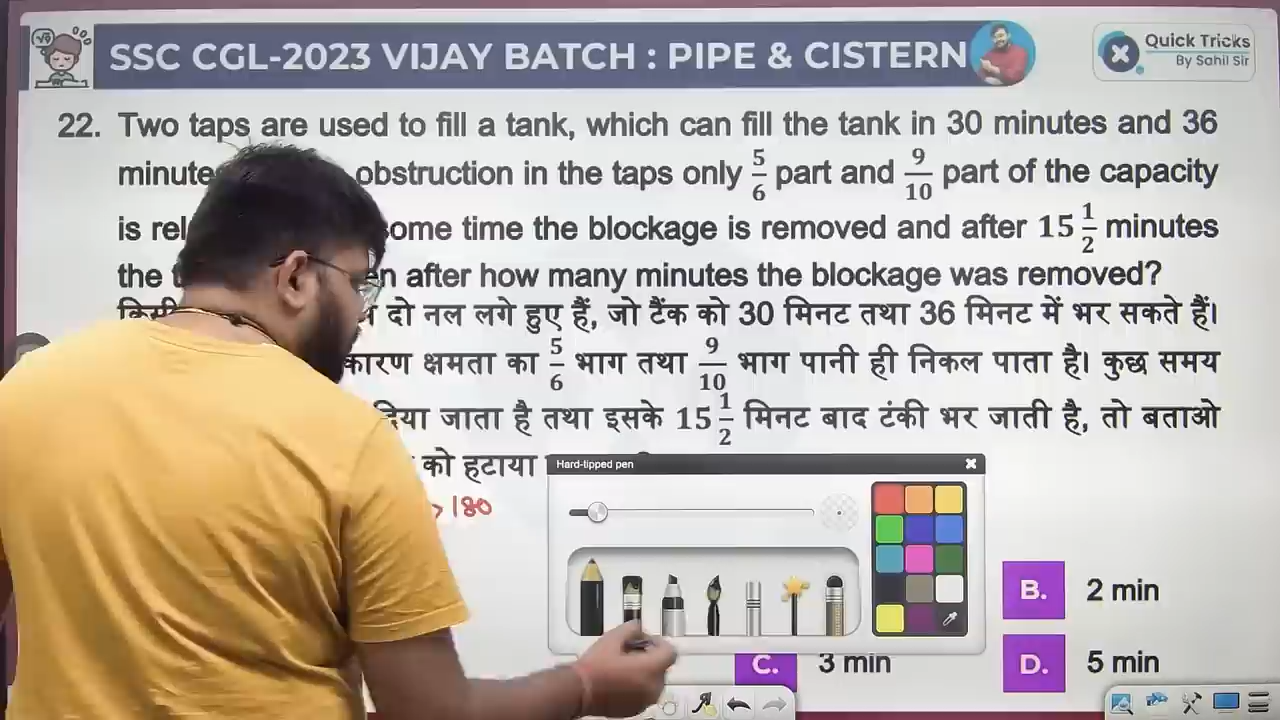 SSC CGL-2023 VIJAY BATCH : PIPE & CISTERN
Quick Tricks
By Sahil Sir
22. Two taps are used to fill a tank, which can fill the tank in 30 minutes and 36
obstruction in the taps only 5/6 part and 9/10 part of the capacity
is some time the blockage is removed and after 15 1/2 minutes
the after how many minutes the blockage was removed?
दो नल लगे हुए हैं, जो टैंक को 30 मिनट तथा 36 मिनट में भर सकते हैं।
कारण क्षमता का 5/6 भाग तथा 9/10 भाग पानी ही निकल पाता है। कुछ समय
दिया जाता है तथा इसके 15 1/2 मिनट बाद टंकी भर जाती है, तो बताओ
को हटाया
Hard-tipped pen
180
B. 2 min
C. 3 min
D. 5 min